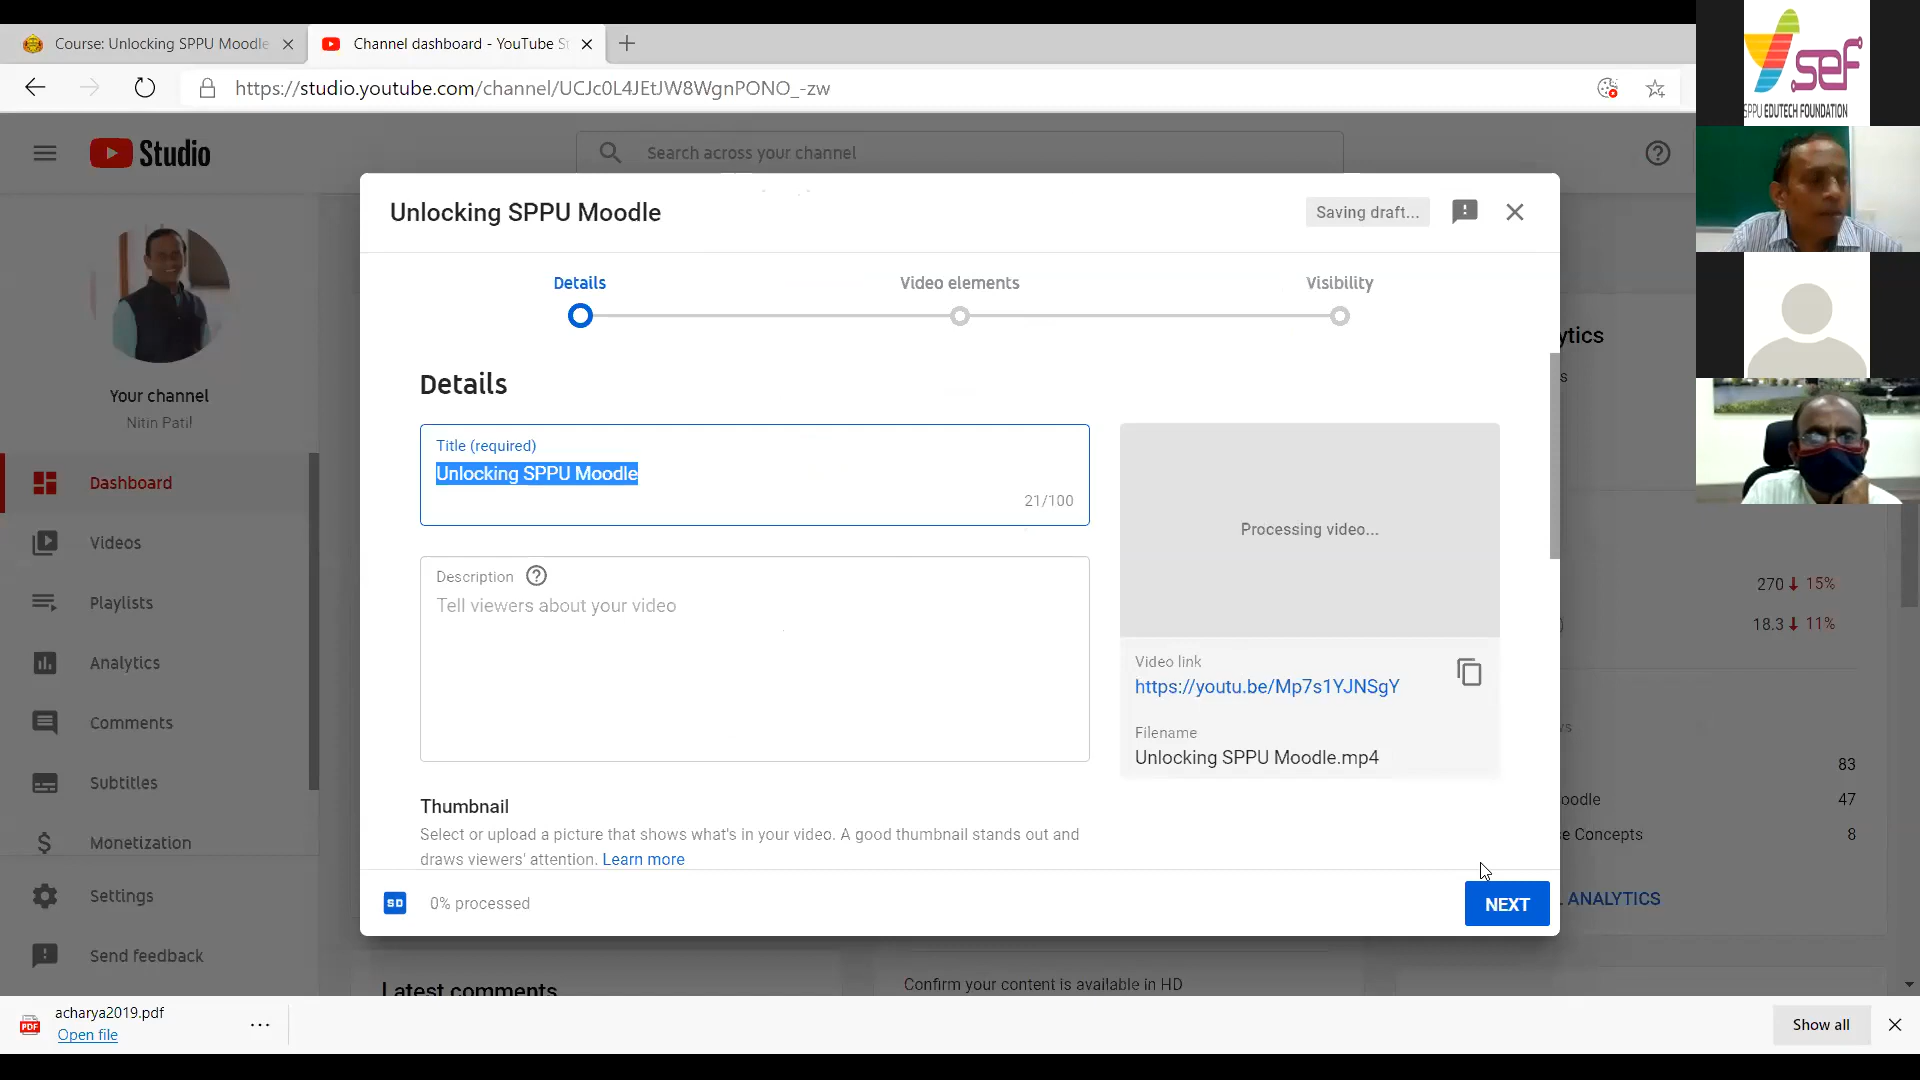 Course: Unlocking SPPU Moodle
Channel dashboard - YouTube St
https://studio.youtube.com/channel/UCJc0L4JEtJW8WgnPONO_-zw
sef
SPPU EDUTECH FOUNDATION
Studio
Search across your channel
Unlocking SPPU Moodle
Saving draft...
Details
Video elements
Visibility
Your channel
Nitin Patil
Dashboard
Videos
Playlists
Analytics
Comments
Subtitles
Monetization
Settings
Send feedback
Details
Title (required)
Unlocking SPPU Moodle
21/100
Description
Tell viewers about your video
Processing video...
Video link
https://youtu.be/Mp7s1YJNSgY
Filename
Unlocking SPPU Moodle.mp4
Thumbnail
Select or upload a picture that shows what's in your video. A good thumbnail stands out and
draws viewers' attention. Learn more
SD
0% processed
NEXT
ytics
s
270 15%
18.3 11%
ws
83
oodle 47
e Concepts 8
ANALYTICS
Latest comments
Confirm your content is available in HD
PDF
acharya2019.pdf
Open file
Show all